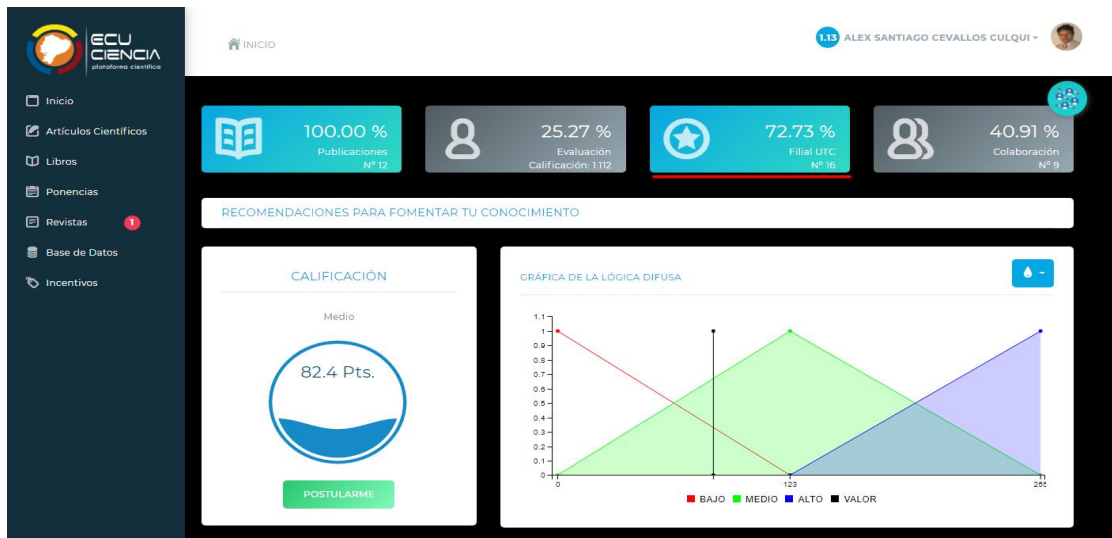 ECU
CIENCIA
plataforma científica
INICIO
1.13 ALEX SANTIAGO CEVALLOS CULQUI
Inicio
Artículos Científicos
Libros
Ponencias
Revistas 1
Base de Datos
Incentivos
100.00 %
Publicaciones
Nº 12
25.27 %
Evaluación
Calificación: 1.112
72.73 %
Filial UTC
Nº 16
40.91 %
Colaboración
Nº 9
RECOMENDACIONES PARA FOMENTAR TU CONOCIMIENTO
CALIFICACIÓN
Medio
82.4 Pts.
POSTULARME
GRÁFICA DE LA LÓGICA DIFUSA
1.1
1
0.9
0.8
0.7
0.6
0.5
0.4
0.3
0.2
0.1
0
0 123 255
BAJO MEDIO ALTO VALOR